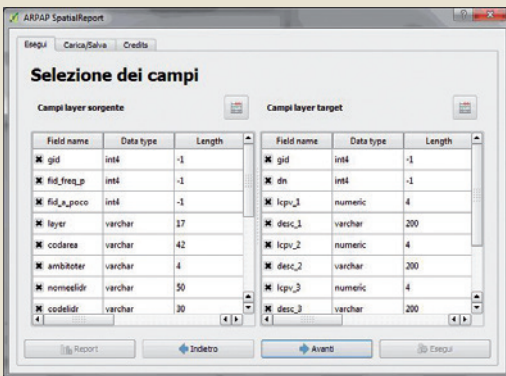 ARPAP SpatialReport
Esegui Carica/Salva Credits
Selezione dei campi
Campi layer sorgente
Campi layer target
Field name Data type Length
gid int4 -1
fid_freq_p int4 -1
fid_a_poco int4 -1
layer varchar 17
codarea varchar 42
ambitoter varchar 4
nomeelidr varchar 50
codelidr varchar 30
Field name Data type Length
gid int4 -1
dn int4 -1
lcpv_1 numeric 4
desc_1 varchar 200
lcpv_2 numeric 4
desc_2 varchar 200
lcpv_3 numeric 4
desc_3 varchar 200
Report Indietro Avanti Esegui